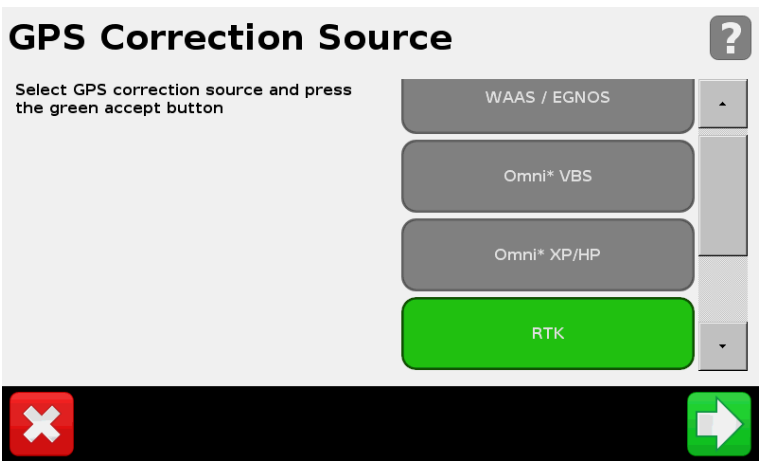 GPS Correction Source
?
Select GPS correction source and press
the green accept button
WAAS / EGNOS
Omni* VBS
Omni* XP/HP
RTK